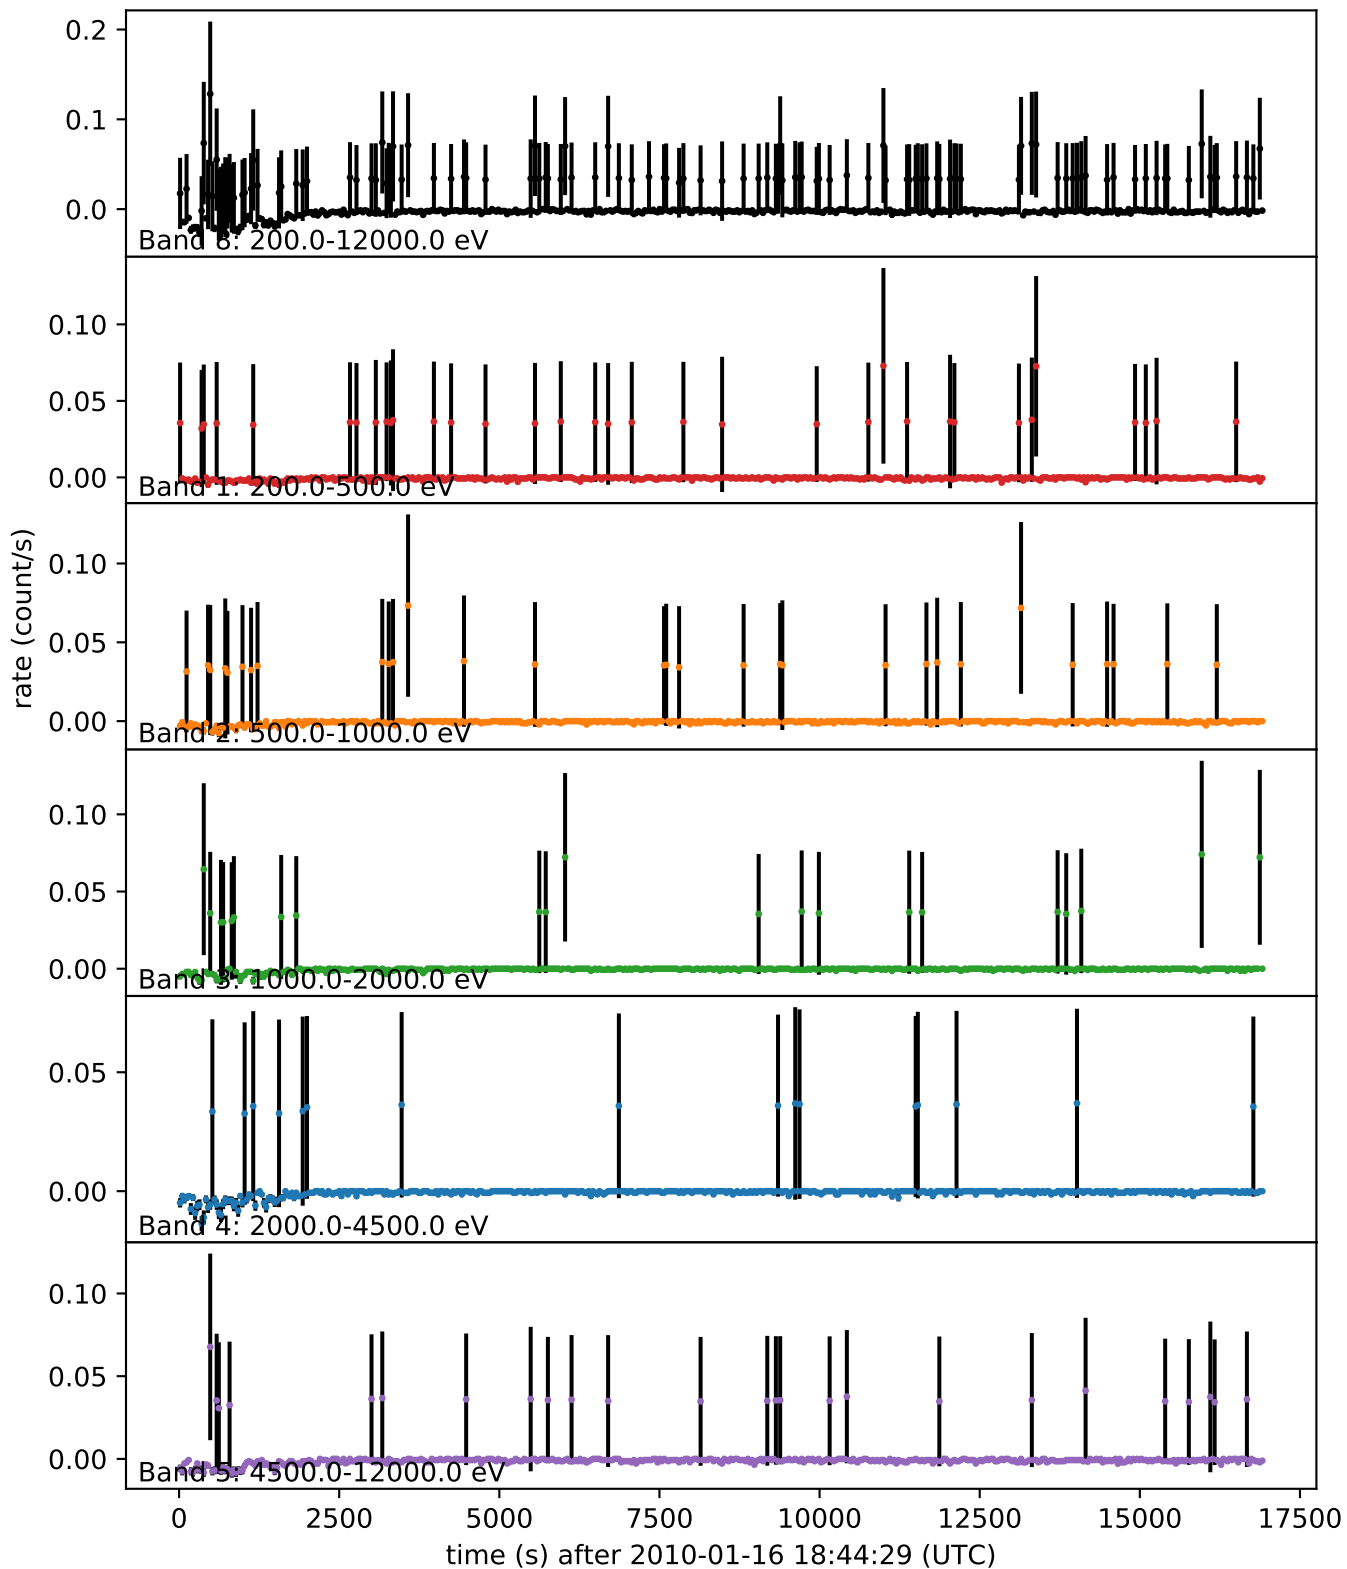 0.2
0.1
0.0
Band 8: 200.0-12000.0 eV
0.10
0.05
0.00
Band 1: 200.0-500.0 eV
rate (count/s)
0.10
0.05
0.00
Band 2: 500.0-1000.0 eV
0.10
0.05
0.00
Band 3: 1000.0-2000.0 eV
0.05
0.00
Band 4: 2000.0-4500.0 eV
0.10
0.05
0.00
Band 5: 4500.0-12000.0 eV
0 2500 5000 7500 10000 12500 15000 17500
time (s) after 2010-01-16 18:44:29 (UTC)